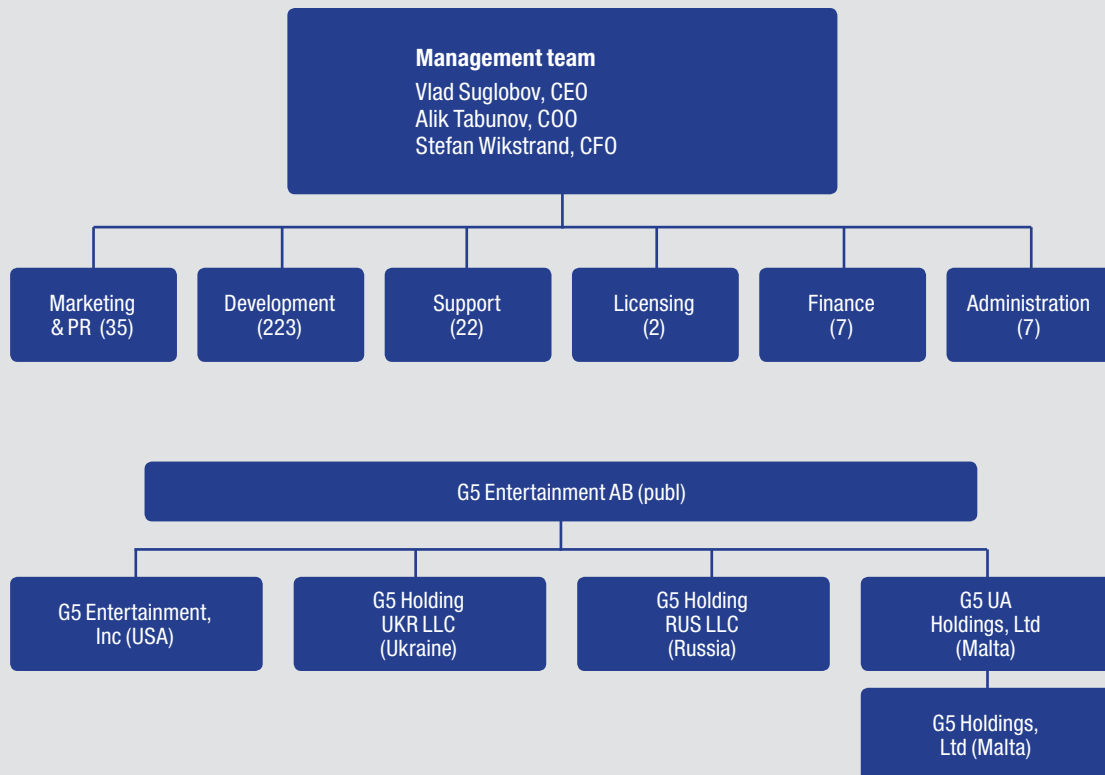 Management team
Vlad Suglobov, CEO
Alik Tabunov, COO
Stefan Wikstrand, CFO
Marketing
& PR (35)
Development
(223)
Support
(22)
Licensing
(2)
Finance
(7)
Administration
(7)
G5 Entertainment AB (publ)
G5 Entertainment,
Inc (USA)
G5 Holding
UKR LLC
(Ukraine)
G5 Holding
RUS LLC
(Russia)
G5 UA
Holdings, Ltd
(Malta)
G5 Holdings,
Ltd (Malta)